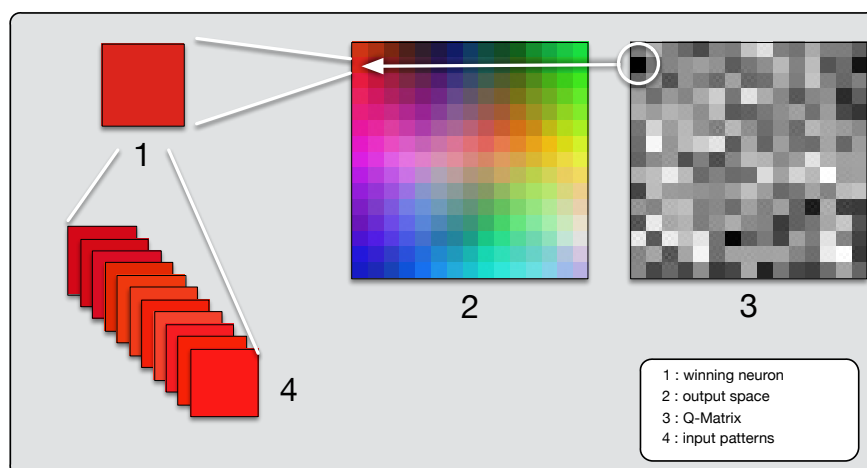 1
2
3
4
1 : winning neuron
2 : output space
3 : Q-Matrix
4 : input patterns